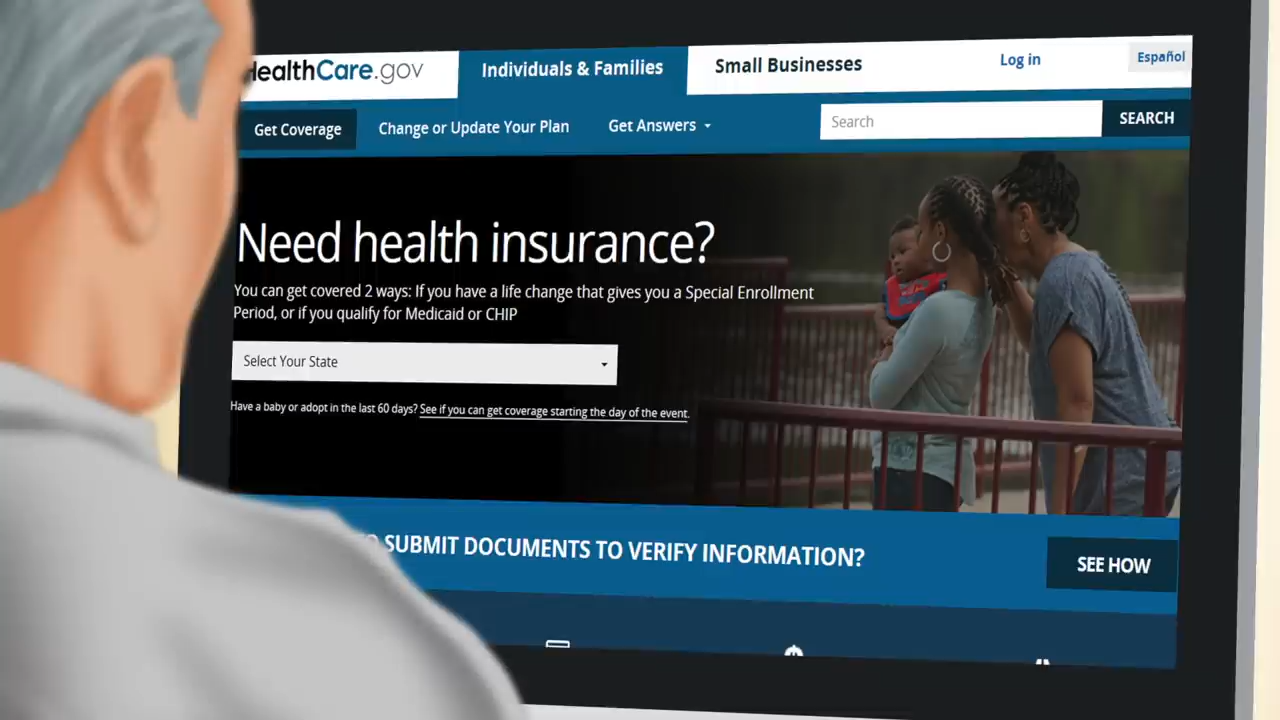 HealthCare.gov
Individuals & Families
Small Businesses
Log in
Español
Get Coverage
Change or Update Your Plan
Get Answers
Search
SEARCH
Need health insurance?
You can get covered 2 ways: If you have a life change that gives you a Special Enrollment
Period, or if you qualify for Medicaid or CHIP
Select Your State
Have a baby or adopt in the last 60 days? See if you can get coverage starting the day of the event.
SUBMIT DOCUMENTS TO VERIFY INFORMATION?
SEE HOW